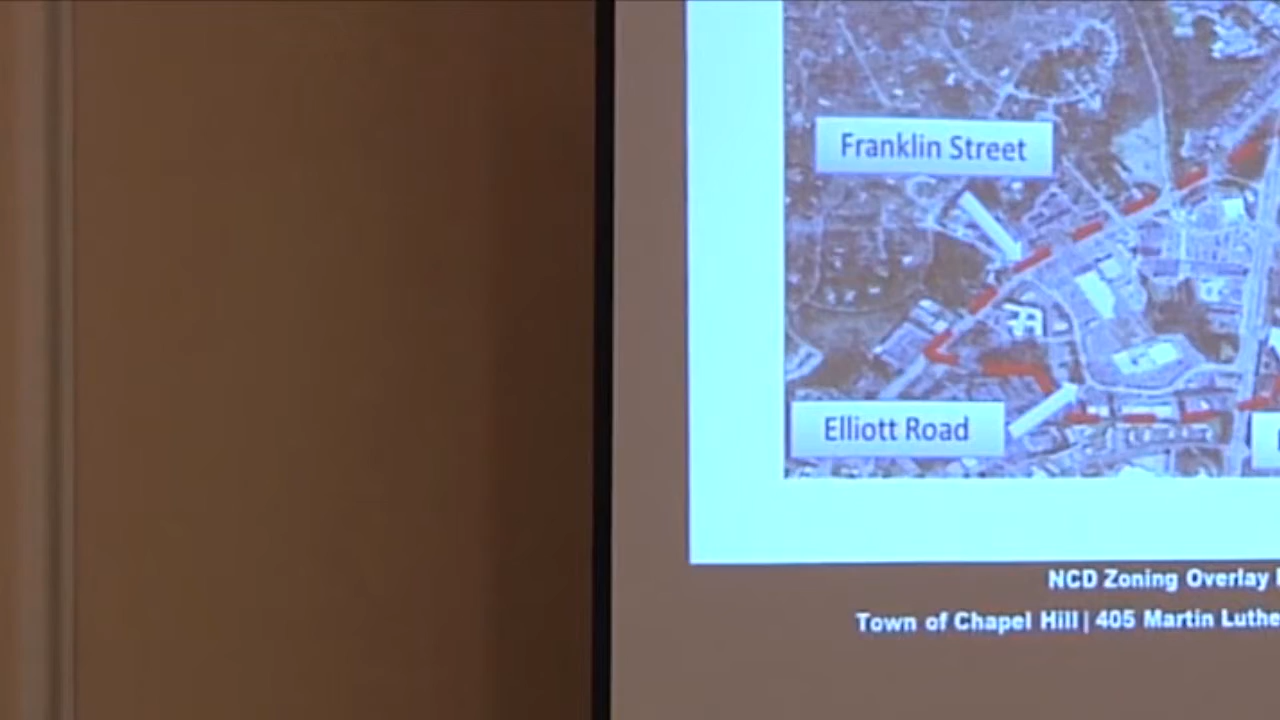 Franklin Street
Elliott Road
NCD Zoning Overlay
Town of Chapel Hill | 405 Martin Luthe